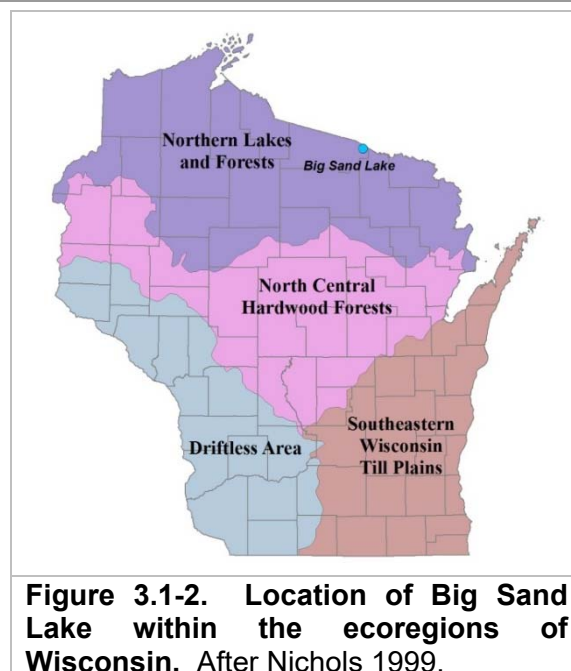 Northern Lakes
and Forests
Big Sand Lake
North Central
Hardwood Forests
Southeastern
Wisconsin
Till Plains
Driftless Area
Figure 3.1-2. Location of Big Sand
Lake within the ecoregions of
Wisconsin. After Nichols 1999.